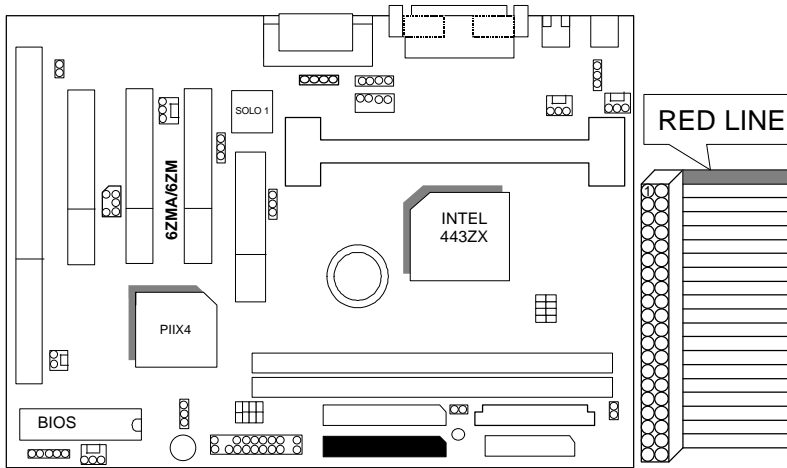 SOLO 1
RED LINE
1
6ZMA/6ZM
INTEL
443ZX
PIIX4
BIOS